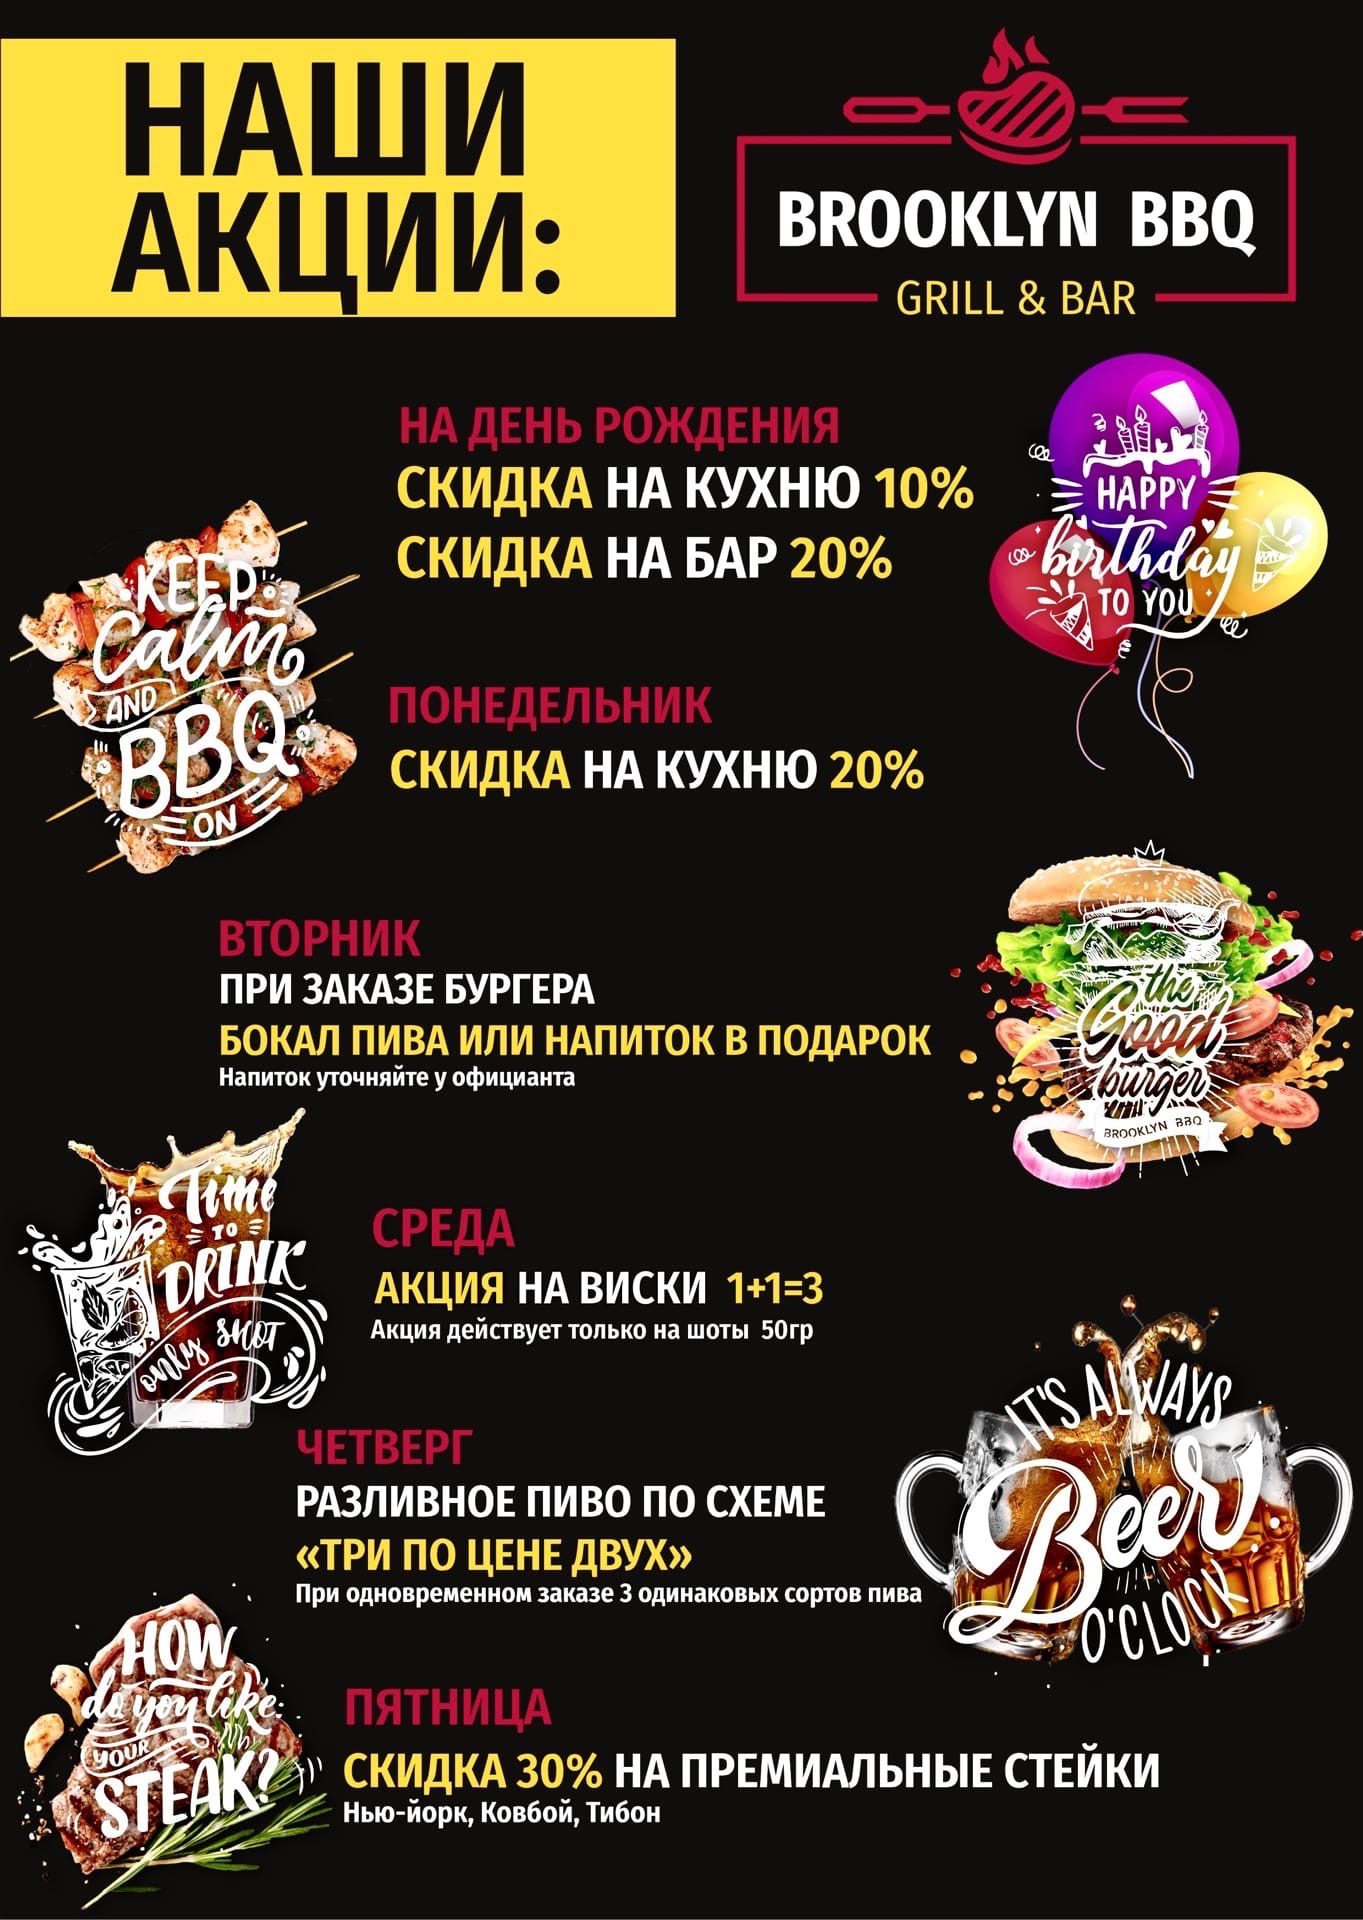 НАШИ
АКЦИИ:
BROOKLYN BBQ
GRILL & BAR
НА ДЕНЬ РОЖДЕНИЯ
СКИДКА НА КУХНЮ 10%
СКИДКА НА БАР 20%
HAPPY
birthday
TO YOU
KEEP
Calm
AND
BBQ
ON
ПОНЕДЕЛЬНИК
СКИДКА НА КУХНЮ 20%
ВТОРНИК
ПРИ ЗАКАЗЕ БУРГЕРА
БОКАЛ ПИВА ИЛИ НАПИТОК В ПОДАРОК
Напиток уточняйте у официанта
the
Good
burger
BROOKLYN BBQ
Time
TO
DRINK
only SHOT
СРЕДА
АКЦИЯ НА ВИСКИ 1+1=3
Акция действует только на шоты 50гр
ЧЕТВЕРГ
РАЗЛИВНОЕ ПИВО ПО СХЕМЕ
«ТРИ ПО ЦЕНЕ ДВУХ»
При одновременном заказе 3 одинаковых сортов пива
IT'S ALWAYS
Beer
O'CLOCK
HOW
do you like
YOUR
STEAK?
ПЯТНИЦА
СКИДКА 30% НА ПРЕМИАЛЬНЫЕ СТЕЙКИ
Нью-йорк, Ковбой, Тибон